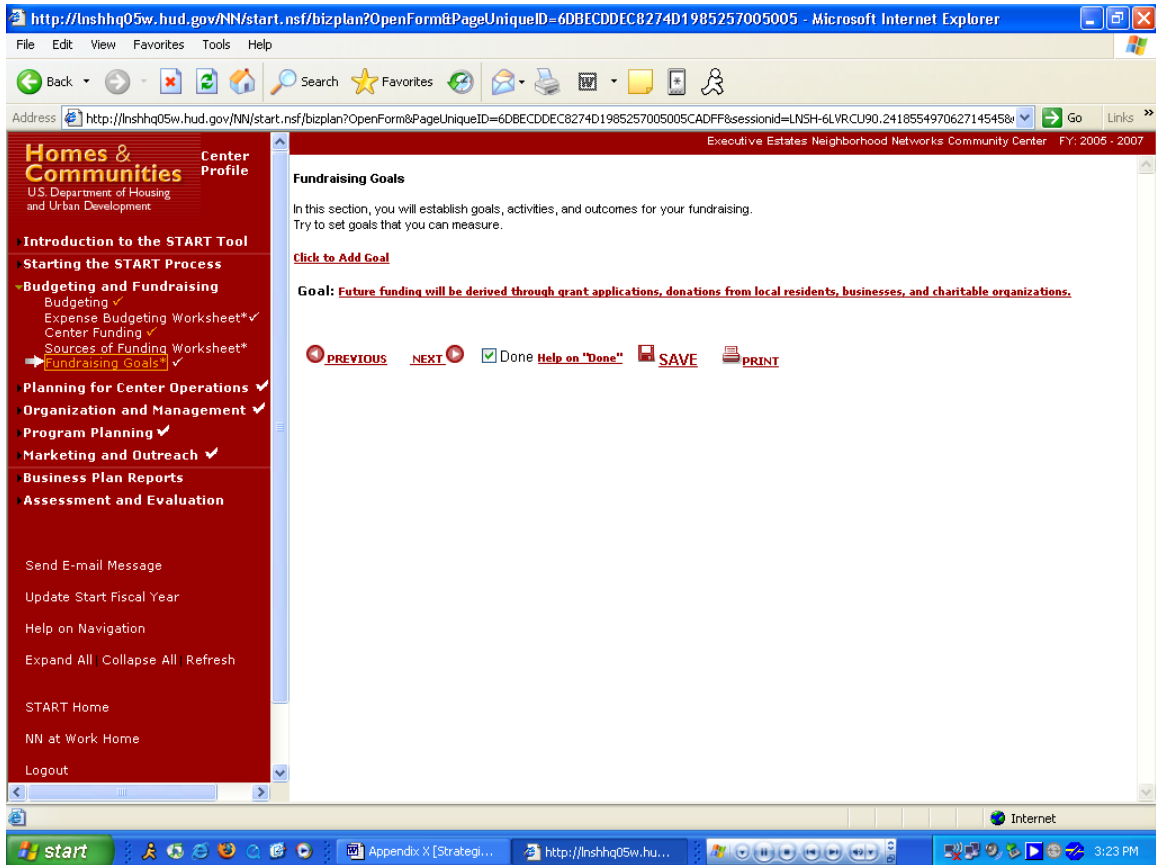 http://lnshhq05w.hud.gov/NN/start.nsf/bizplan?OpenForm&PageUniqueID=6DBECDDEC8274D1985257005005 - Microsoft Internet Explorer
File Edit View Favorites Tools Help
Back Search Favorites
Address http://lnshhq05w.hud.gov/NN/start.nsf/bizplan?OpenForm&PageUniqueID=6DBECDDEC8274D1985257005005CADFF&sessionid=LNSH-6LVRCU90.2418554970627145458 Go Links »
Executive Estates Neighborhood Networks Community Center FY: 2005 - 2007
Homes &
Communities
U.S. Department of Housing
and Urban Development
Center
Profile
Introduction to the START Tool
Starting the START Process
Budgeting and Fundraising
Budgeting ✓
Expense Budgeting Worksheet*✓
Center Funding ✓
Sources of Funding Worksheet*
Fundraising Goals* ✓
Planning for Center Operations ✓
Organization and Management ✓
Program Planning ✓
Marketing and Outreach ✓
Business Plan Reports
Assessment and Evaluation
Send E-mail Message
Update Start Fiscal Year
Help on Navigation
Expand All | Collapse All | Refresh
START Home
NN at Work Home
Logout
Fundraising Goals
In this section, you will establish goals, activities, and outcomes for your fundraising.
Try to set goals that you can measure.
Click to Add Goal
Goal: Future funding will be derived through grant applications, donations from local residents, businesses, and charitable organizations.
PREVIOUS NEXT Done Help on "Done" SAVE PRINT
Internet
start Appendix X [Strategi... http://lnshhq05w.hu... 3:23 PM